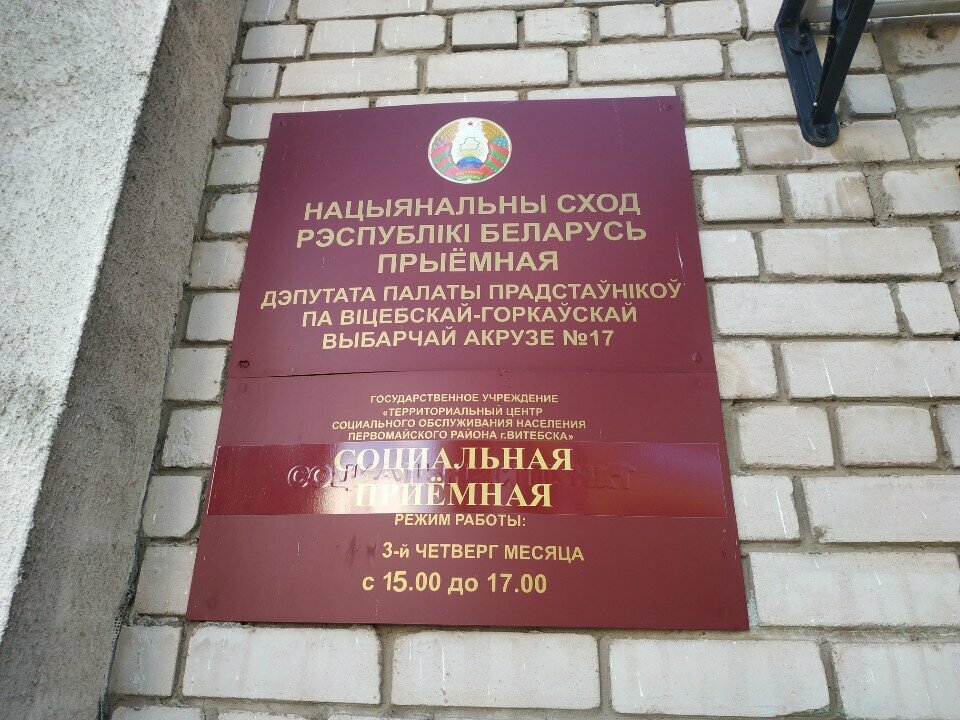 НАЦЫЯНАЛЬНЫ СХОД
РЭСПУБЛІКІ БЕЛАРУСЬ
ПРЫЁМНАЯ
ДЭПУТАТА ПАЛАТЫ ПРАДСТАЎНІКОЎ
ПА ВІЦЕБСКАЙ-ГОРКАЎСКАЙ
ВЫБАРЧАЙ АКРУЗЕ №17
ГОСУДАРСТВЕННОЕ УЧРЕЖДЕНИЕ
«ТЕРРИТОРИАЛЬНЫЙ ЦЕНТР
СОЦИАЛЬНОГО ОБСЛУЖИВАНИЯ НАСЕЛЕНИЯ
ПЕРВОМАЙСКОГО РАЙОНА г.ВИТЕБСКА»
СОЦИАЛЬНАЯ
ПРИЁМНАЯ
РЕЖИМ РАБОТЫ:
3-й ЧЕТВЕРГ МЕСЯЦА
с 15.00 до 17.00